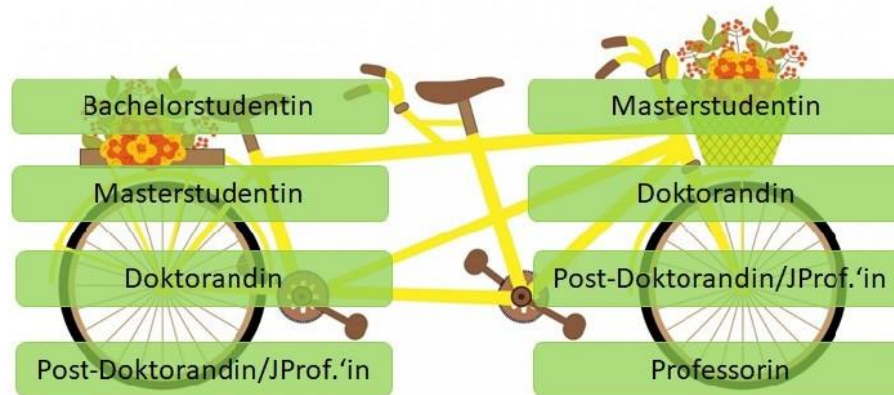 Bachelorstudentin
Masterstudentin
Masterstudentin
Doktorandin
Doktorandin
Post-Doktorandin/JProf.‘in
Post-Doktorandin/JProf.‘in
Professorin